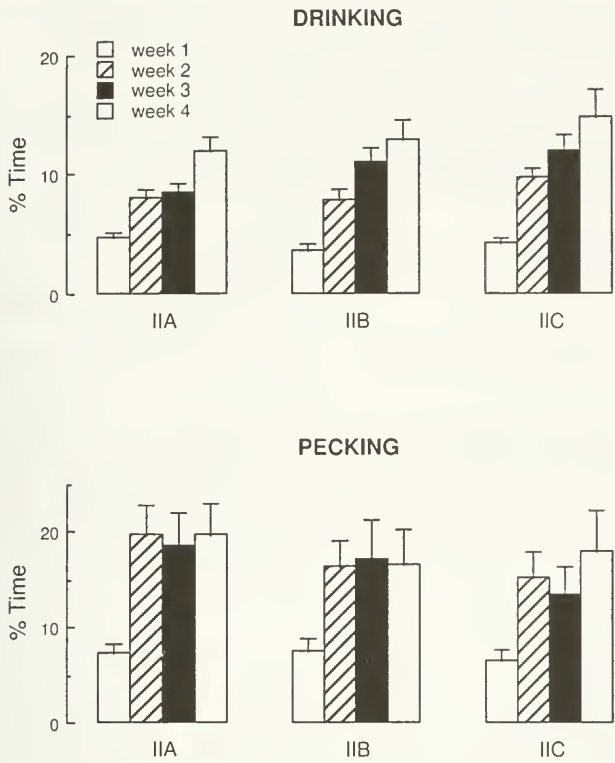 DRINKING
20
10
0
% Time
week 1
week 2
week 3
week 4
IIA IIB IIC
PECKING
20
10
0
% Time
IIA IIB IIC